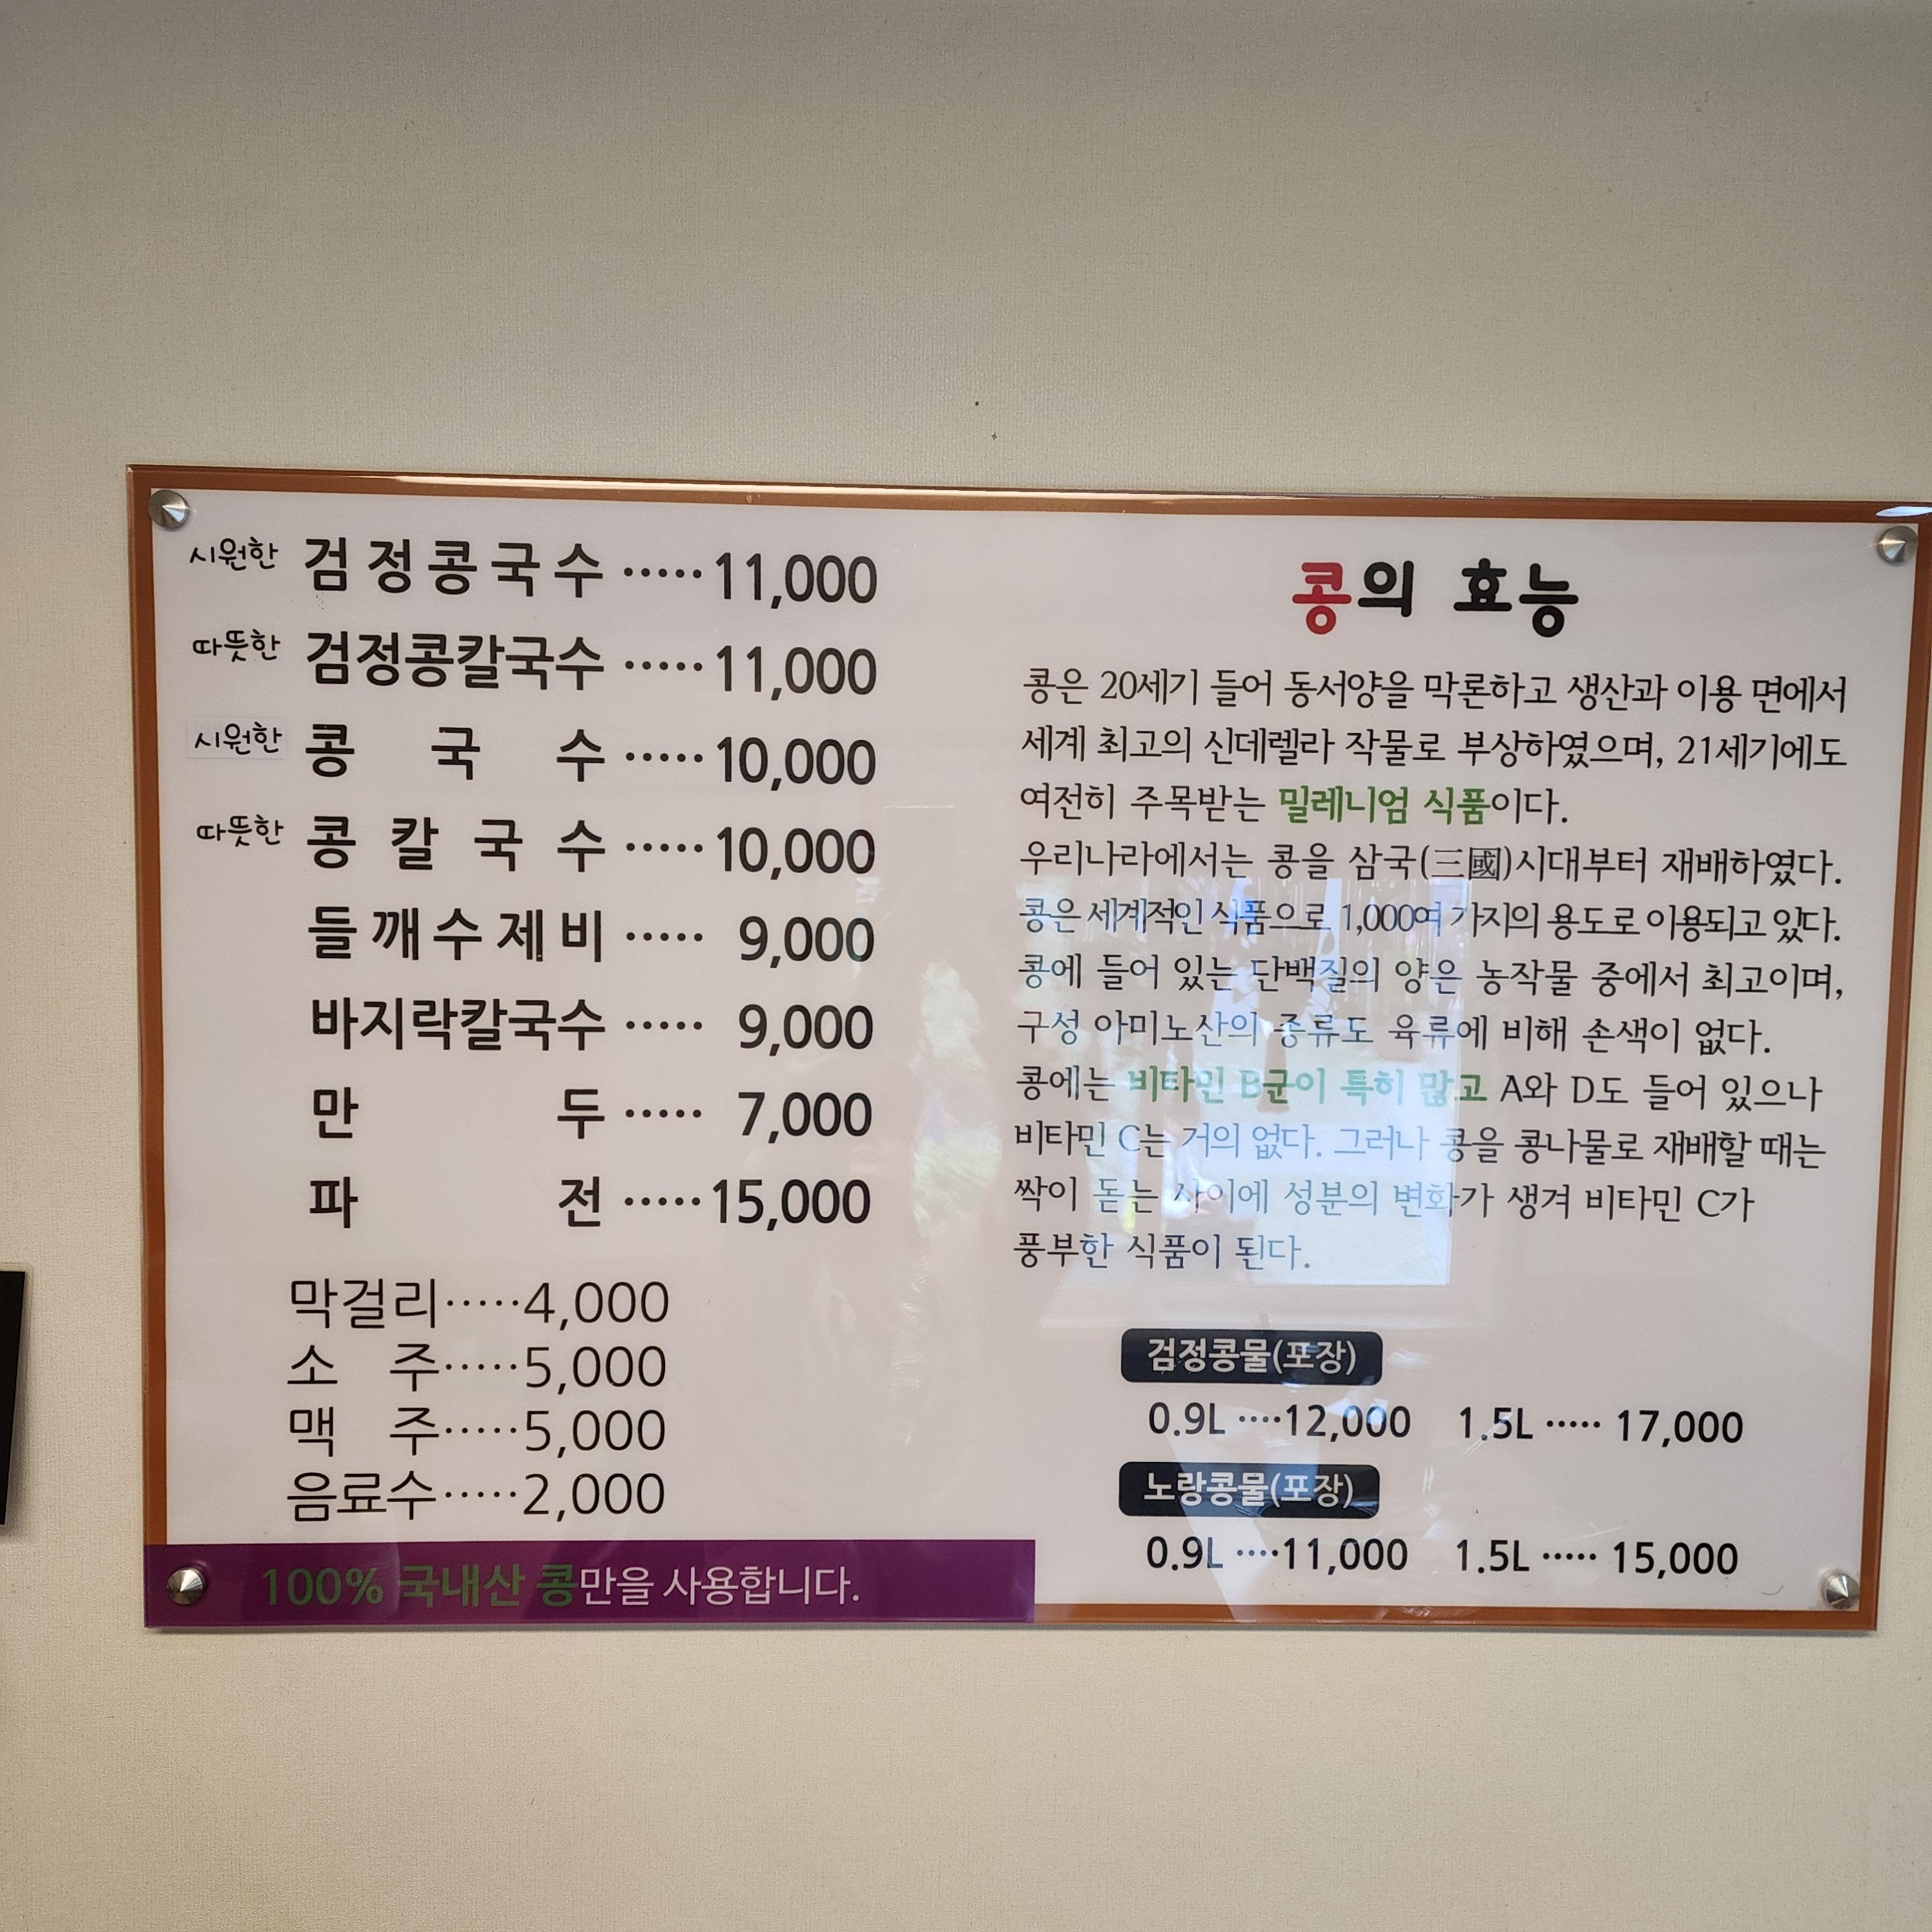 시원한 검정콩국수 ····· 11,000
따뜻한 검정콩칼국수 ····· 11,000
시원한 콩 국 수 ····· 10,000
따뜻한 콩 칼 국 수 ····· 10,000
들깨수제비 ····· 9,000
바지락칼국수 ····· 9,000
만 두 ····· 7,000
파 전 ····· 15,000
막걸리·····4,000
소 주·····5,000
맥 주·····5,000
음료수·····2,000
100% 국내산 콩만을 사용합니다.
콩의 효능
콩은 20세기 들어 동서양을 막론하고 생산과 이용 면에서
세계 최고의 신데렐라 작물로 부상하였으며, 21세기에도
여전히 주목받는 밀레니엄 식품이다.
우리나라에서는 콩을 삼국(三國)시대부터 재배하였다.
콩은 세계적인 식품으로 1,000여 가지의 용도로 이용되고 있다.
콩에 들어 있는 단백질의 양은 농작물 중에서 최고이며,
구성 아미노산의 종류도 육류에 비해 손색이 없다.
콩에는 비타민 B군이 특히 많고 A와 D도 들어 있으나
비타민 C는 거의 없다. 그러나 콩을 콩나물로 재배할 때는
싹이 돋는 사이에 성분의 변화가 생겨 비타민 C가
풍부한 식품이 된다.
검정콩물(포장)
0.9L ····12,000 1.5L ····· 17,000
노랑콩물(포장)
0.9L ····11,000 1.5L ····· 15,000